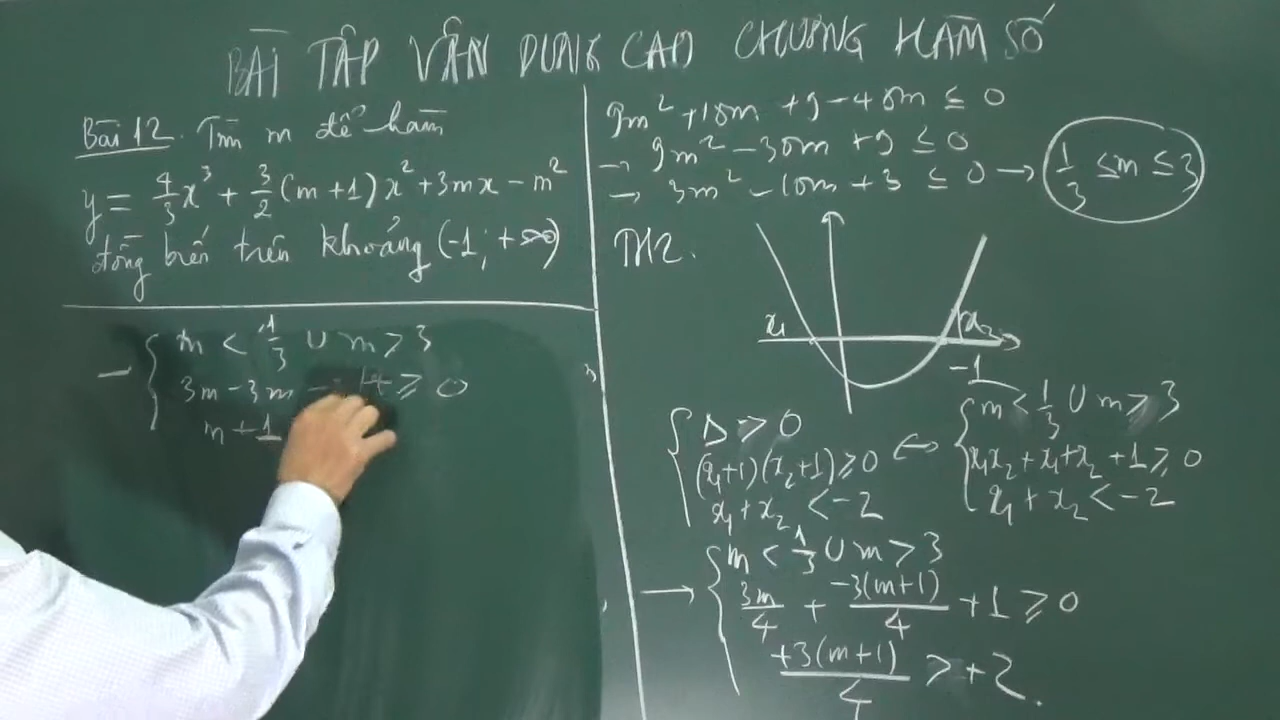 BÀI TẬP VẬN DỤNG CAO CHƯƠNG HÀM SỐ
Bài 12. Tìm m để hàm
y = 4/3 x³ + 3/2 (m+1)x² + 3mx - m²
đồng biến trên khoảng (-1; +∞)
9m² + 18m + 9 - 48m ≤ 0
→ 9m² - 30m + 9 ≤ 0
→ 3m² - 10m + 3 ≤ 0 → 1/3 ≤ m ≤ 3
TH2.
x₁ x₂
-1
{ Δ > 0
(x₁+1)(x₂+1) ≥ 0
x₁ + x₂ < -2
⇔ { m < 1/3 ∪ m > 3
x₁x₂ + x₁ + x₂ + 1 ≥ 0
x₁ + x₂ < -2
→ { m < 1/3 ∪ m > 3
3m/4 + -3(m+1)/4 + 1 ≥ 0
+3(m+1)/4 > +2
- { m < 1/3 ∪ m > 3
3m - 3m ≥ 0
m + 1